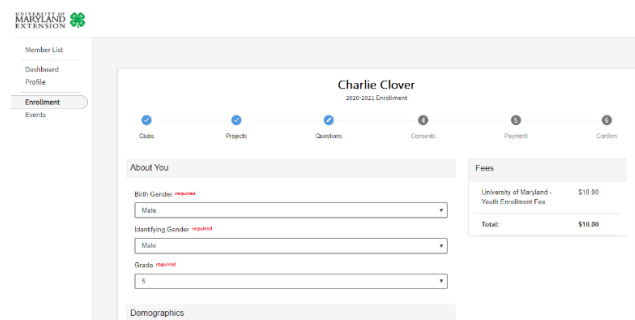 UNIVERSITY OF
MARYLAND
EXTENSION
Member List
Dashboard
Profile
Enrollment
Events
Charlie Clover
2020-2021 Enrollment
4
5
6
Clubs
Projects
Questions
Consents
Payment
Confirm
About You
Birth Gender required
Male
Identifying Gender required
Male
Grade required
5
Demographics
Fees
University of Maryland - $10.00
Youth Enrollment Fee
Total: $10.00